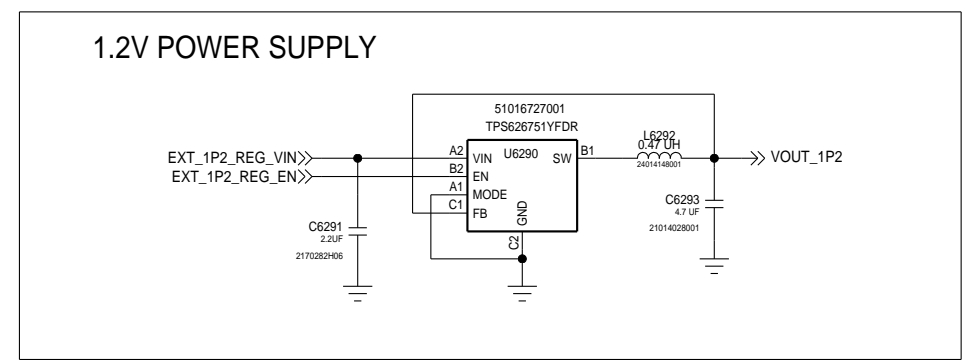 1.2V POWER SUPPLY
51016727001
TPS626751YFDR
L6292
0.47 UH
24014148001
EXT_1P2_REG_VIN
A2
VIN
U6290
SW
B1
VOUT_1P2
EXT_1P2_REG_EN
B2
EN
A1
MODE
C1
FB
GND
C2
C6291
2.2UF
2170282H06
C6293
4.7 UF
21014028001